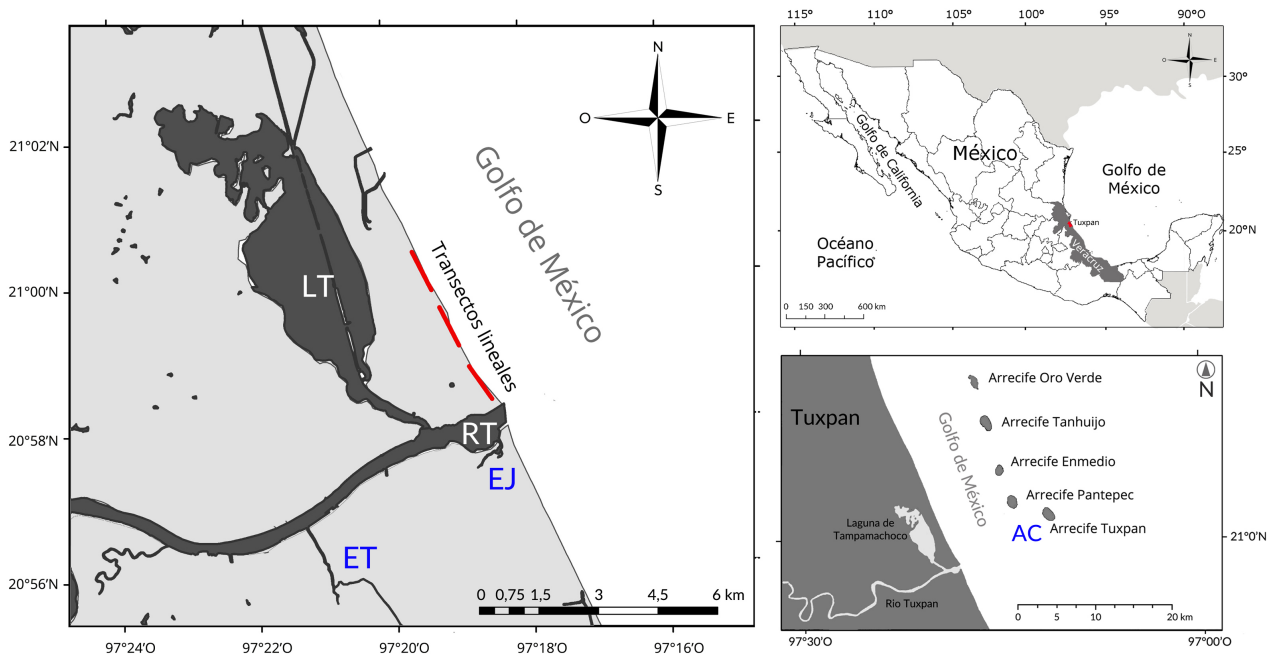 21°02'N
21°00'N
20°58'N
20°56'N
97°24'O
97°22'O
97°20'O
97°18'O
97°16'O
N
O
E
S
Golfo de México
Transectos lineales
LT
RT
EJ
ET
0 0,75 1,5 3 4,5 6 km
115° 110° 105° 100° 95° 90°O
30°
25°
20°N
N
O
E
S
Golfo de California
México
Golfo de
México
Tuxpan
Veracruz
Océano
Pacífico
0 150 300 600 km
N
Arrecife Oro Verde
Tuxpan
Arrecife Tanhuijo
Golfo de México
Arrecife Enmedio
Arrecife Pantepec
Arrecife Tuxpan
AC
Laguna de
Tampamachoco
Río Tuxpan
21°0'N
0 5 10 20 km
97°30'O
97°00'O